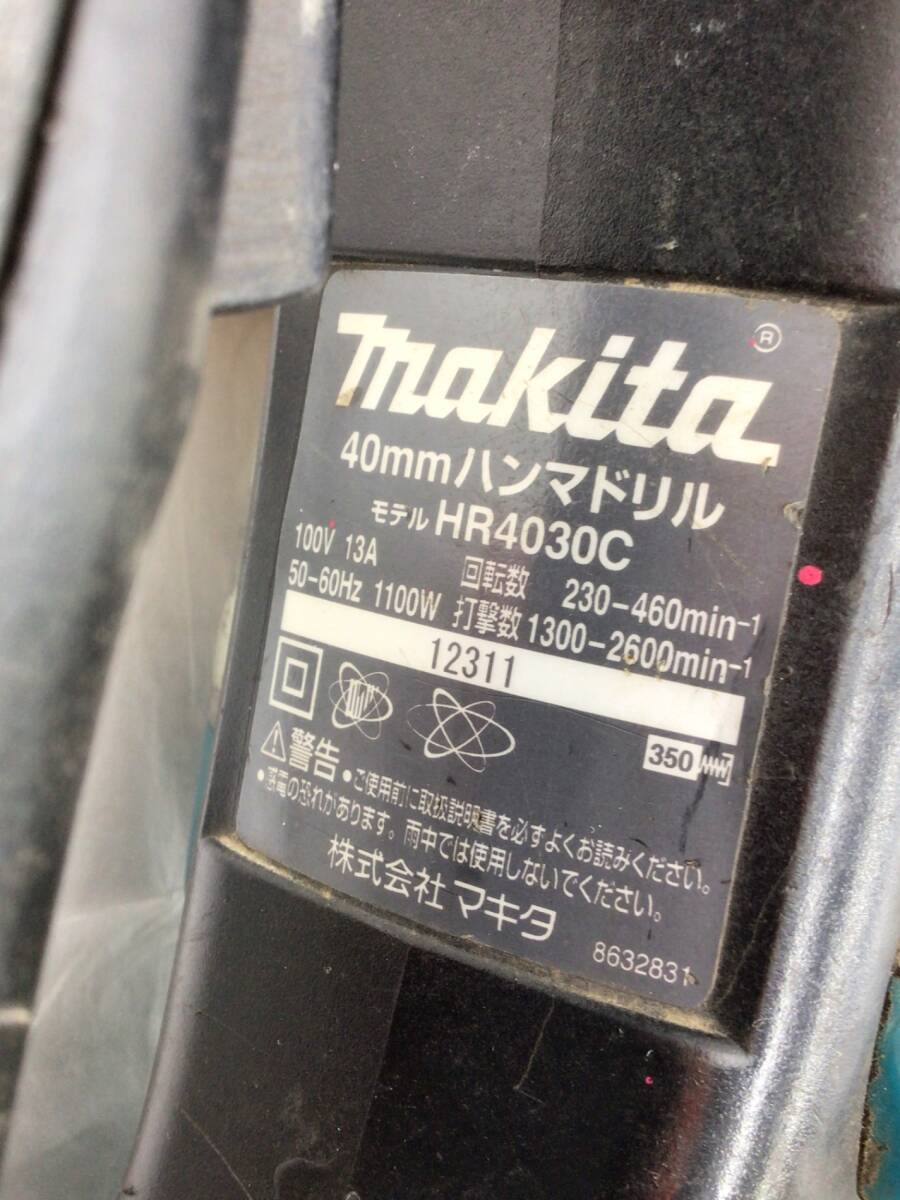 makita ®
40mmハンマドリル
モデル HR4030C
100V 13A 回転数 230-460min-1
50-60Hz 1100W 打撃数 1300-2600min-1
12311
350
警告 ●ご使用前に取扱説明書を必ずよくお読みください。
●感電の恐れがあります。雨中では使用しないでください。
株式会社 マキタ
8632831